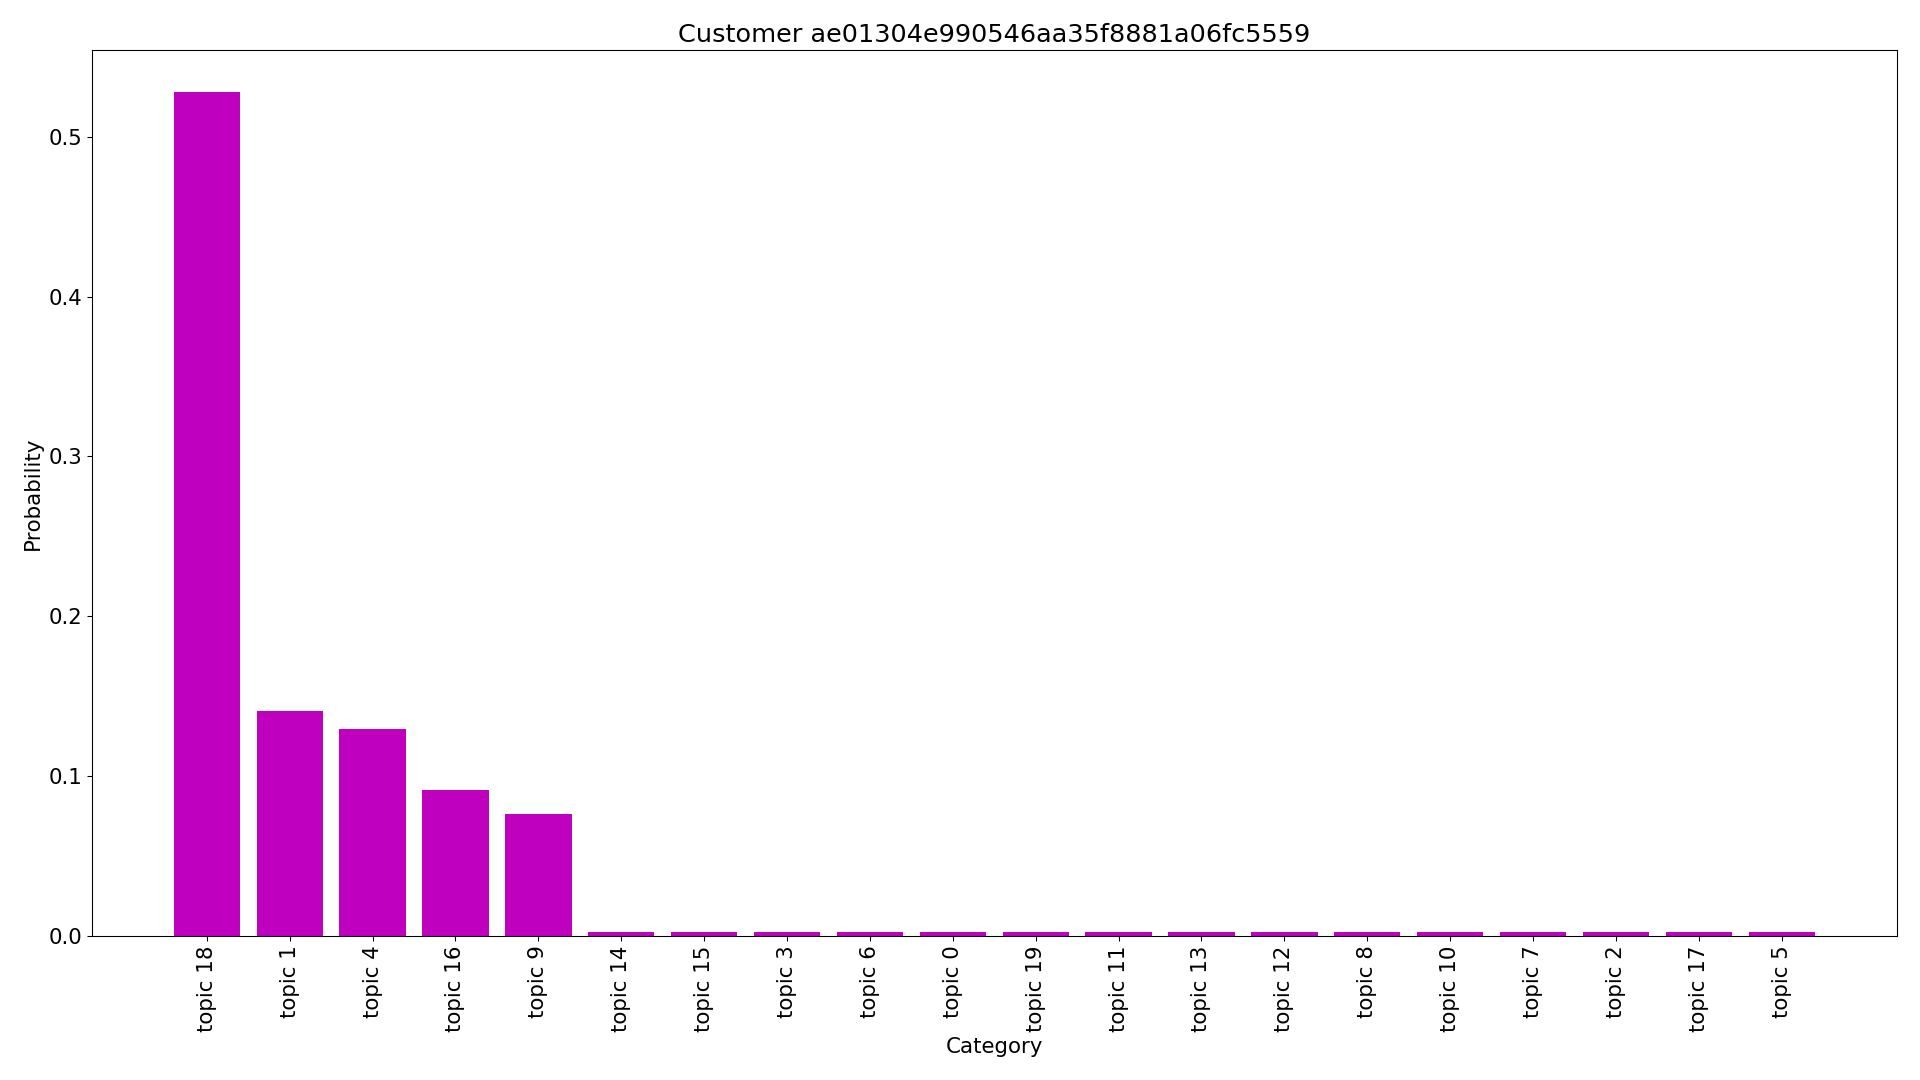 Customer ae01304e990546aa35f8881a06fc5559
Probability
0.5
0.4
0.3
0.2
0.1
0.0
topic 18
topic 1
topic 4
topic 16
topic 9
topic 14
topic 15
topic 3
topic 6
topic 0
topic 19
topic 11
topic 13
topic 12
topic 8
topic 10
topic 7
topic 2
topic 17
topic 5
Category